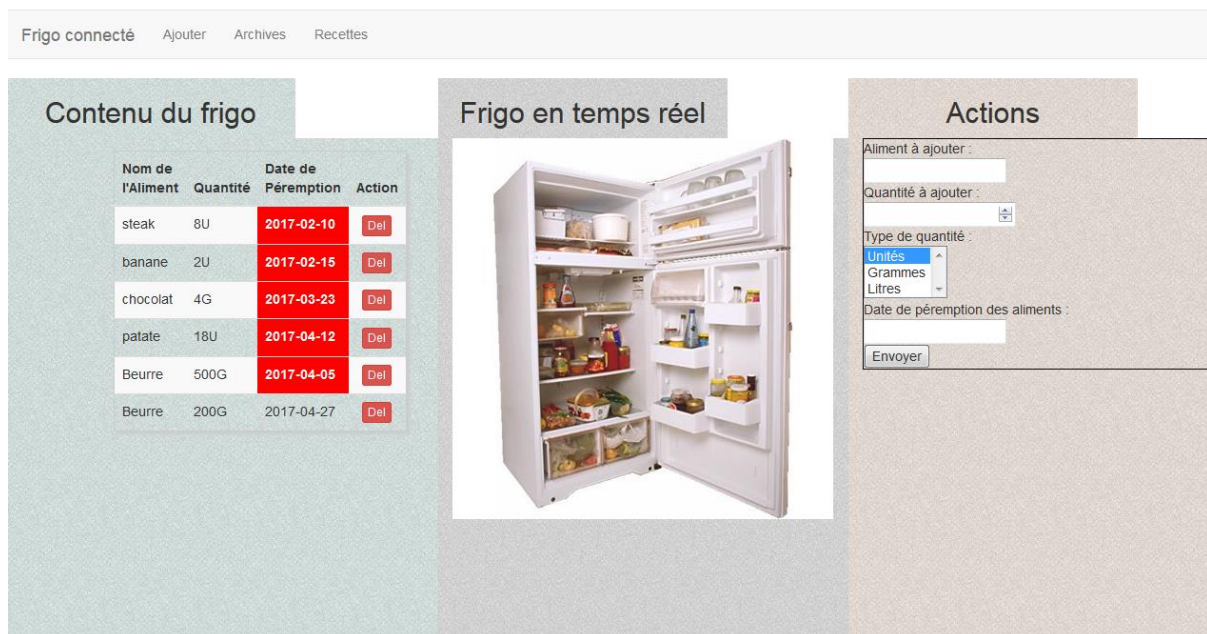 Frigo connecté Ajouter Archives Recettes
Contenu du frigo
Nom de l'Aliment Quantité Date de Péremption Action
steak 8U 2017-02-10 Del
banane 2U 2017-02-15 Del
chocolat 4G 2017-03-23 Del
patate 18U 2017-04-12 Del
Beurre 500G 2017-04-05 Del
Beurre 200G 2017-04-27 Del
Frigo en temps réel
Actions
Aliment à ajouter :
Quantité à ajouter :
Type de quantité :
Unités
Grammes
Litres
Date de péremption des aliments :
Envoyer